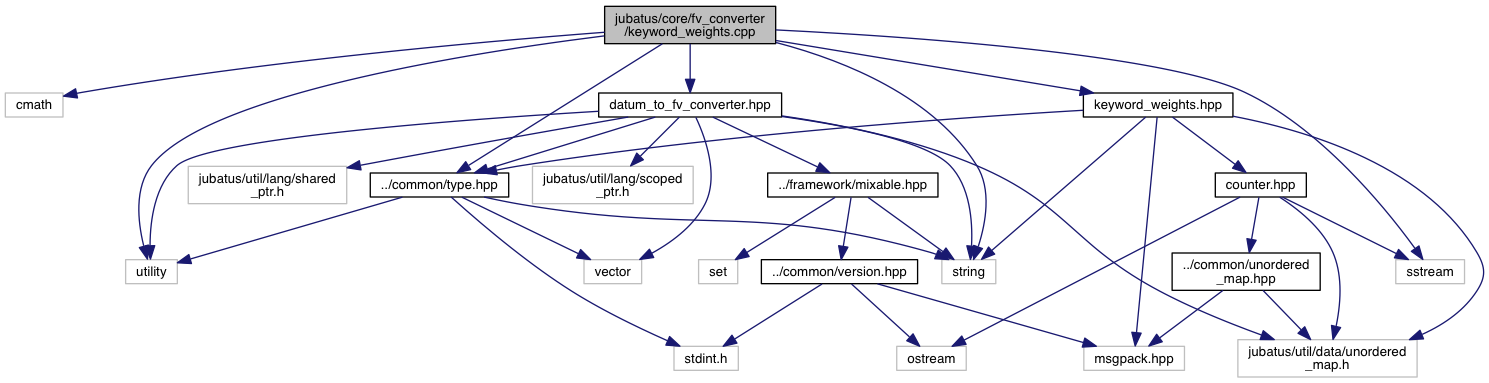 jubatus/core/fv_converter
/keyword_weights.cpp
cmath
datum_to_fv_converter.hpp
keyword_weights.hpp
jubatus/util/lang/shared
_ptr.h
../common/type.hpp
jubatus/util/lang/scoped
_ptr.h
../framework/mixable.hpp
counter.hpp
utility
vector
set
../common/version.hpp
string
../common/unordered
_map.hpp
sstream
stdint.h
ostream
msgpack.hpp
jubatus/util/data/unordered
_map.h